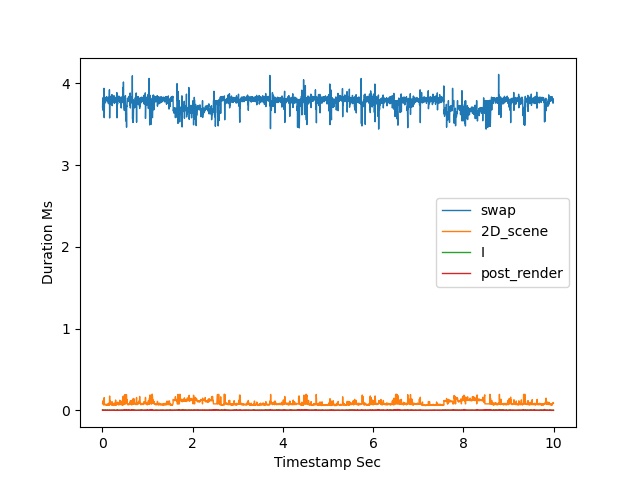 4
3
2
1
0
Duration Ms
swap
2D_scene
I
post_render
0 2 4 6 8 10
Timestamp Sec